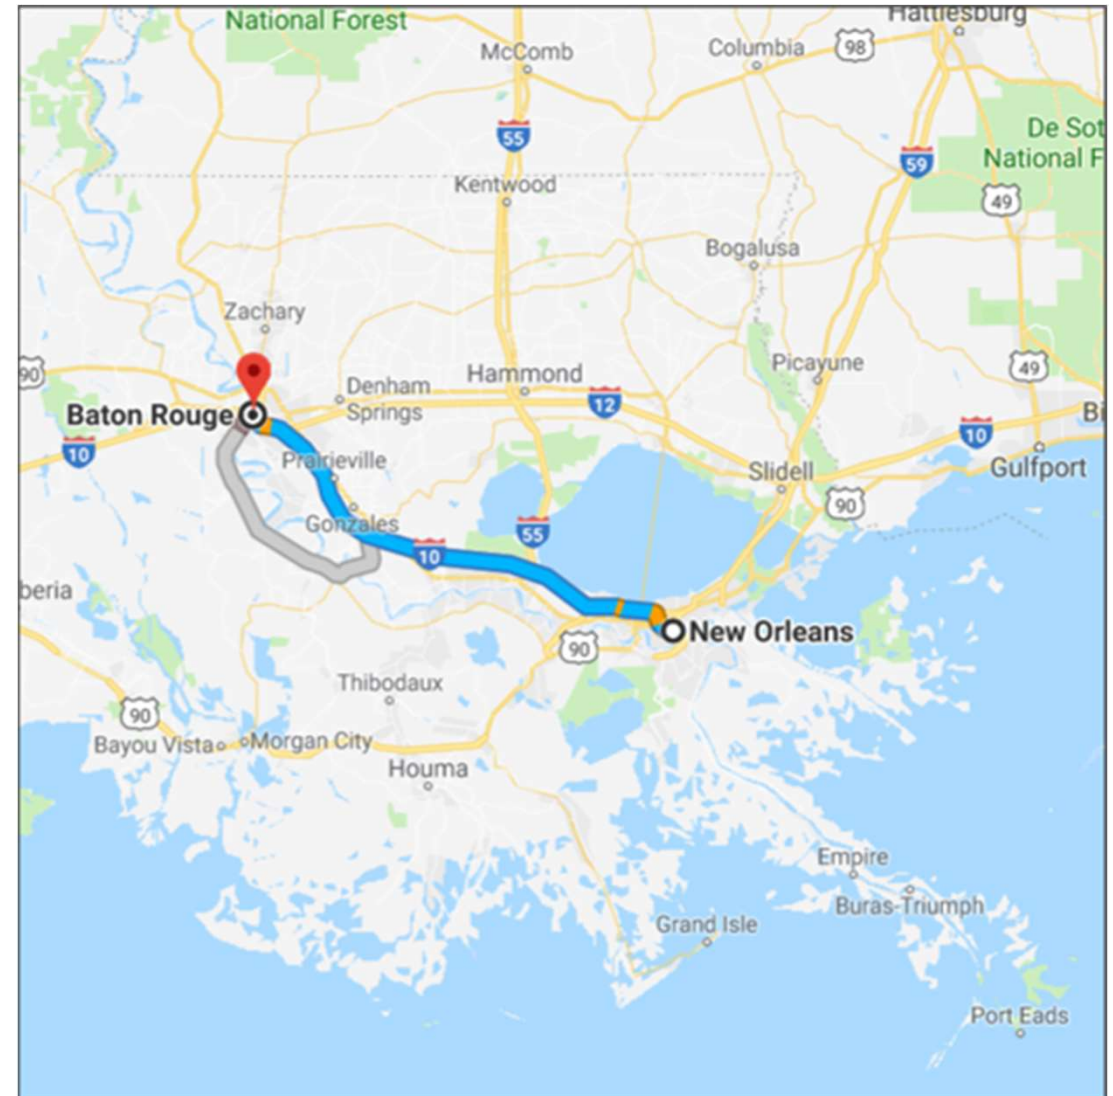 National Forest
Hattiesburg
McComb
Columbia
98
55
De Sot
National F
59
Kentwood
49
Bogalusa
Zachary
Picayune
90
49
Hammond
Denham
Springs
12
Baton Rouge
10
10
Bi
Prairieville
Slidell
Gulfport
90
Gonzales
55
10
beria
New Orleans
90
Thibodaux
90
Bayou Vista
Morgan City
Houma
Empire
Buras-Triumph
Grand Isle
Port Eads